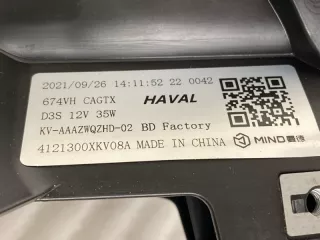 2021/09/26 14:11:52 22 0042
674VH CAGTX HAVAL
D3S 12V 35W
KV-AAAZWQZHD-02 BD Factory
4121300XKV08A MADE IN CHINA MIND